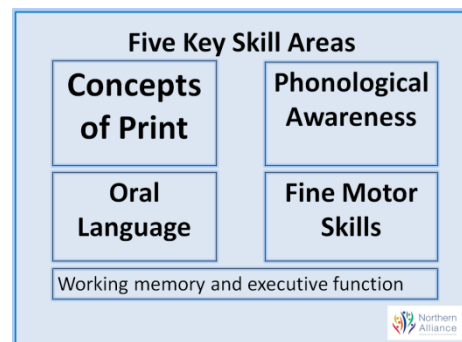 Five Key Skill Areas
Concepts
of Print
Phonological
Awareness
Oral
Language
Fine Motor
Skills
Working memory and executive function
Northern
Alliance